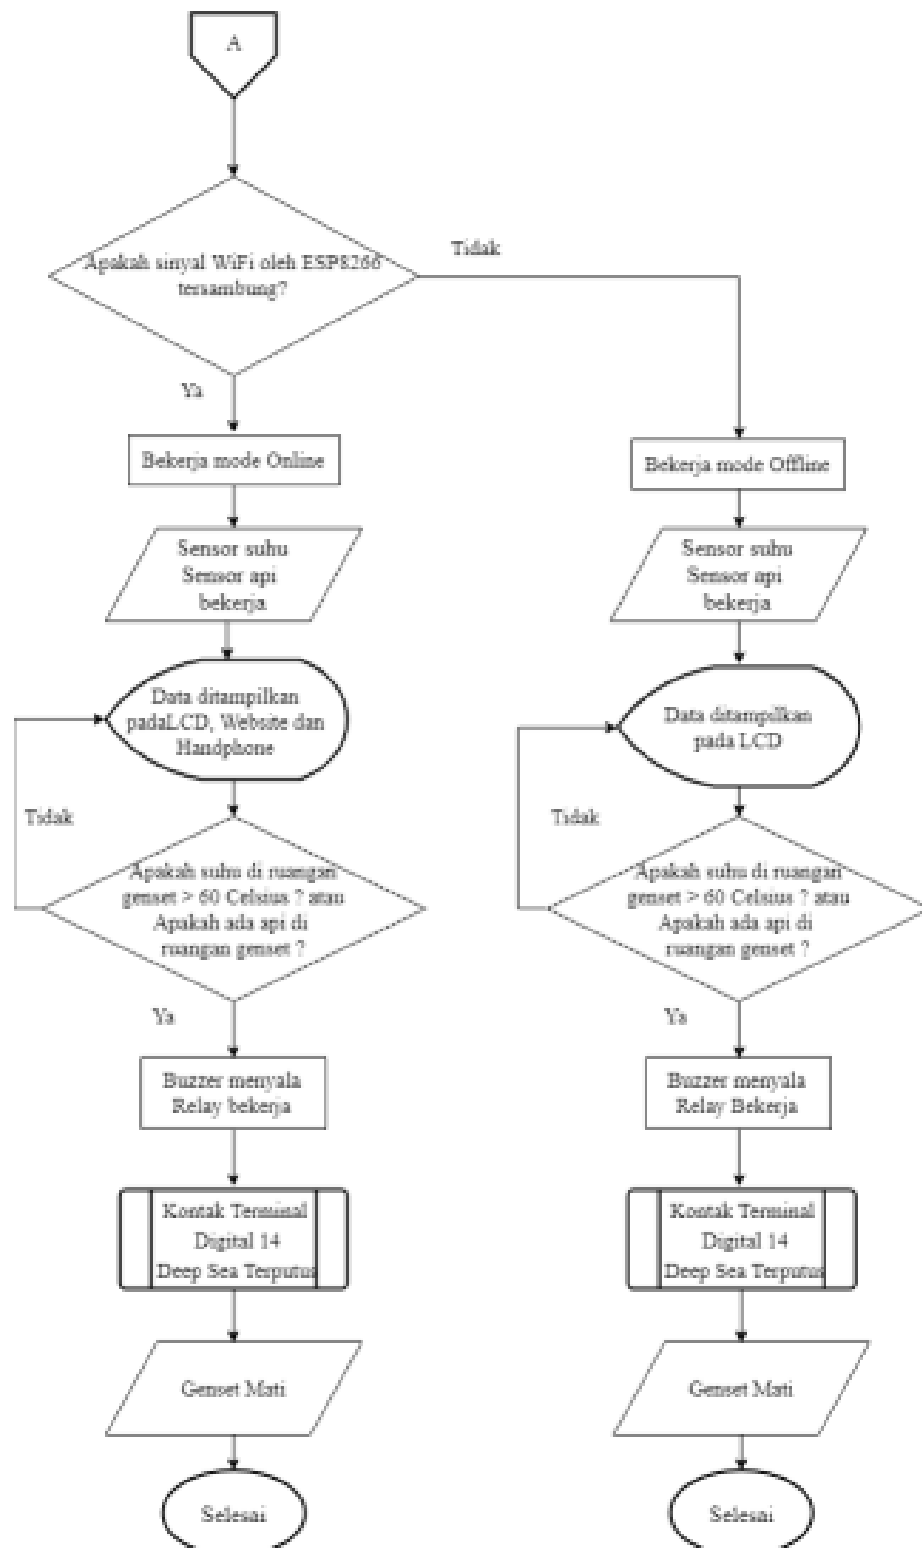 A
Apakah sinyal WiFi oleh ESP8266
tersambung?
Tidak
Ya
Bekerja mode Online
Sensor suhu
Sensor api
bekerja
Data ditampilkan
padaLCD, Website dan
Handphone
Tidak
Apakah suhu di ruangan
genset > 60 Celsius ? atau
Apakah ada api di
ruangan genset ?
Ya
Buzzer menyala
Relay bekerja
Kontak Terminal
Digital 14
Deep Sea Terputus
Genset Mati
Selesai
Bekerja mode Offline
Sensor suhu
Sensor api
bekerja
Data ditampilkan
pada LCD
Tidak
Apakah suhu di ruangan
genset > 60 Celsius ? atau
Apakah ada api di
ruangan genset ?
Ya
Buzzer menyala
Relay Bekerja
Kontak Terminal
Digital 14
Deep Sea Terputus
Genset Mati
Selesai